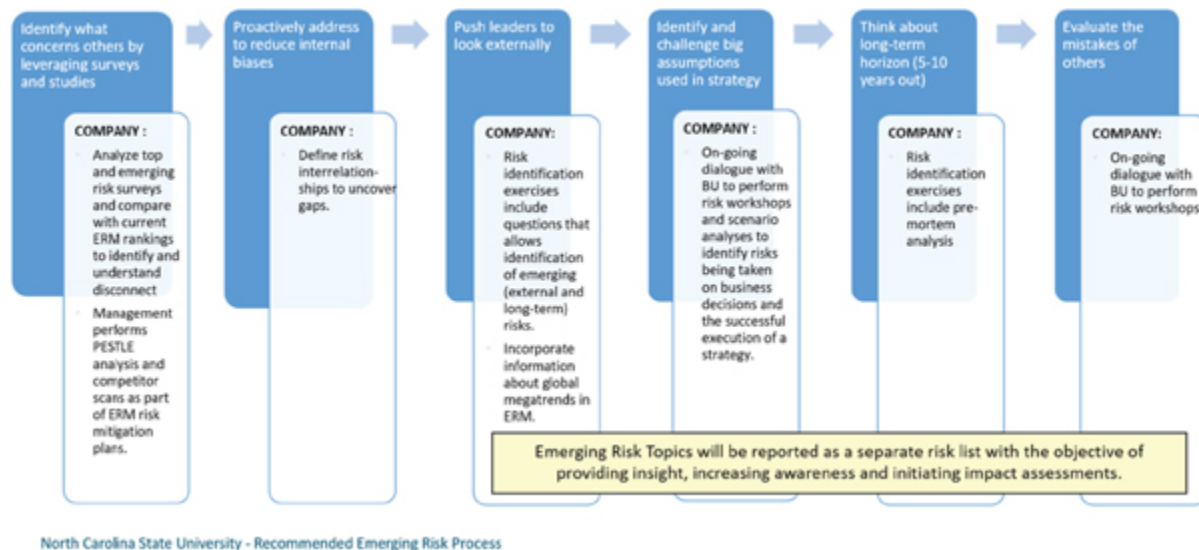 Identify what
concerns others by
leveraging surveys
and studies
COMPANY :
Analyze top
and emerging
risk surveys
and compare
with current
ERM rankings
to identify and
understand
disconnect
Management
performs
PESTLE
analysis and
competitor
scans as part
of ERM risk
mitigation
plans.
Proactively address
to reduce internal
biases
COMPANY :
Define risk
interrelation-
ships to uncover
gaps.
Push leaders to
look externally
COMPANY:
Risk
identification
exercises
include
questions that
allows
identification
of emerging
(external and
long-term)
risks.
Incorporate
information
about global
megatrends in
ERM.
Identify and
challenge big
assumptions
used in strategy
COMPANY :
On-going
dialogue with
BU to perform
risk workshops
and scenario
analyses to
identify risks
being taken
on business
decisions and
the successful
execution of a
strategy.
Think about
long-term
horizon (5-10
years out)
COMPANY :
Risk
identification
exercises
include pre-
mortem
analysis
Evaluate the
mistakes of
others
COMPANY:
On-going
dialogue with
BU to perform
risk workshops
Emerging Risk Topics will be reported as a separate risk list with the objective of
providing insight, increasing awareness and initiating impact assessments.
North Carolina State University - Recommended Emerging Risk Process